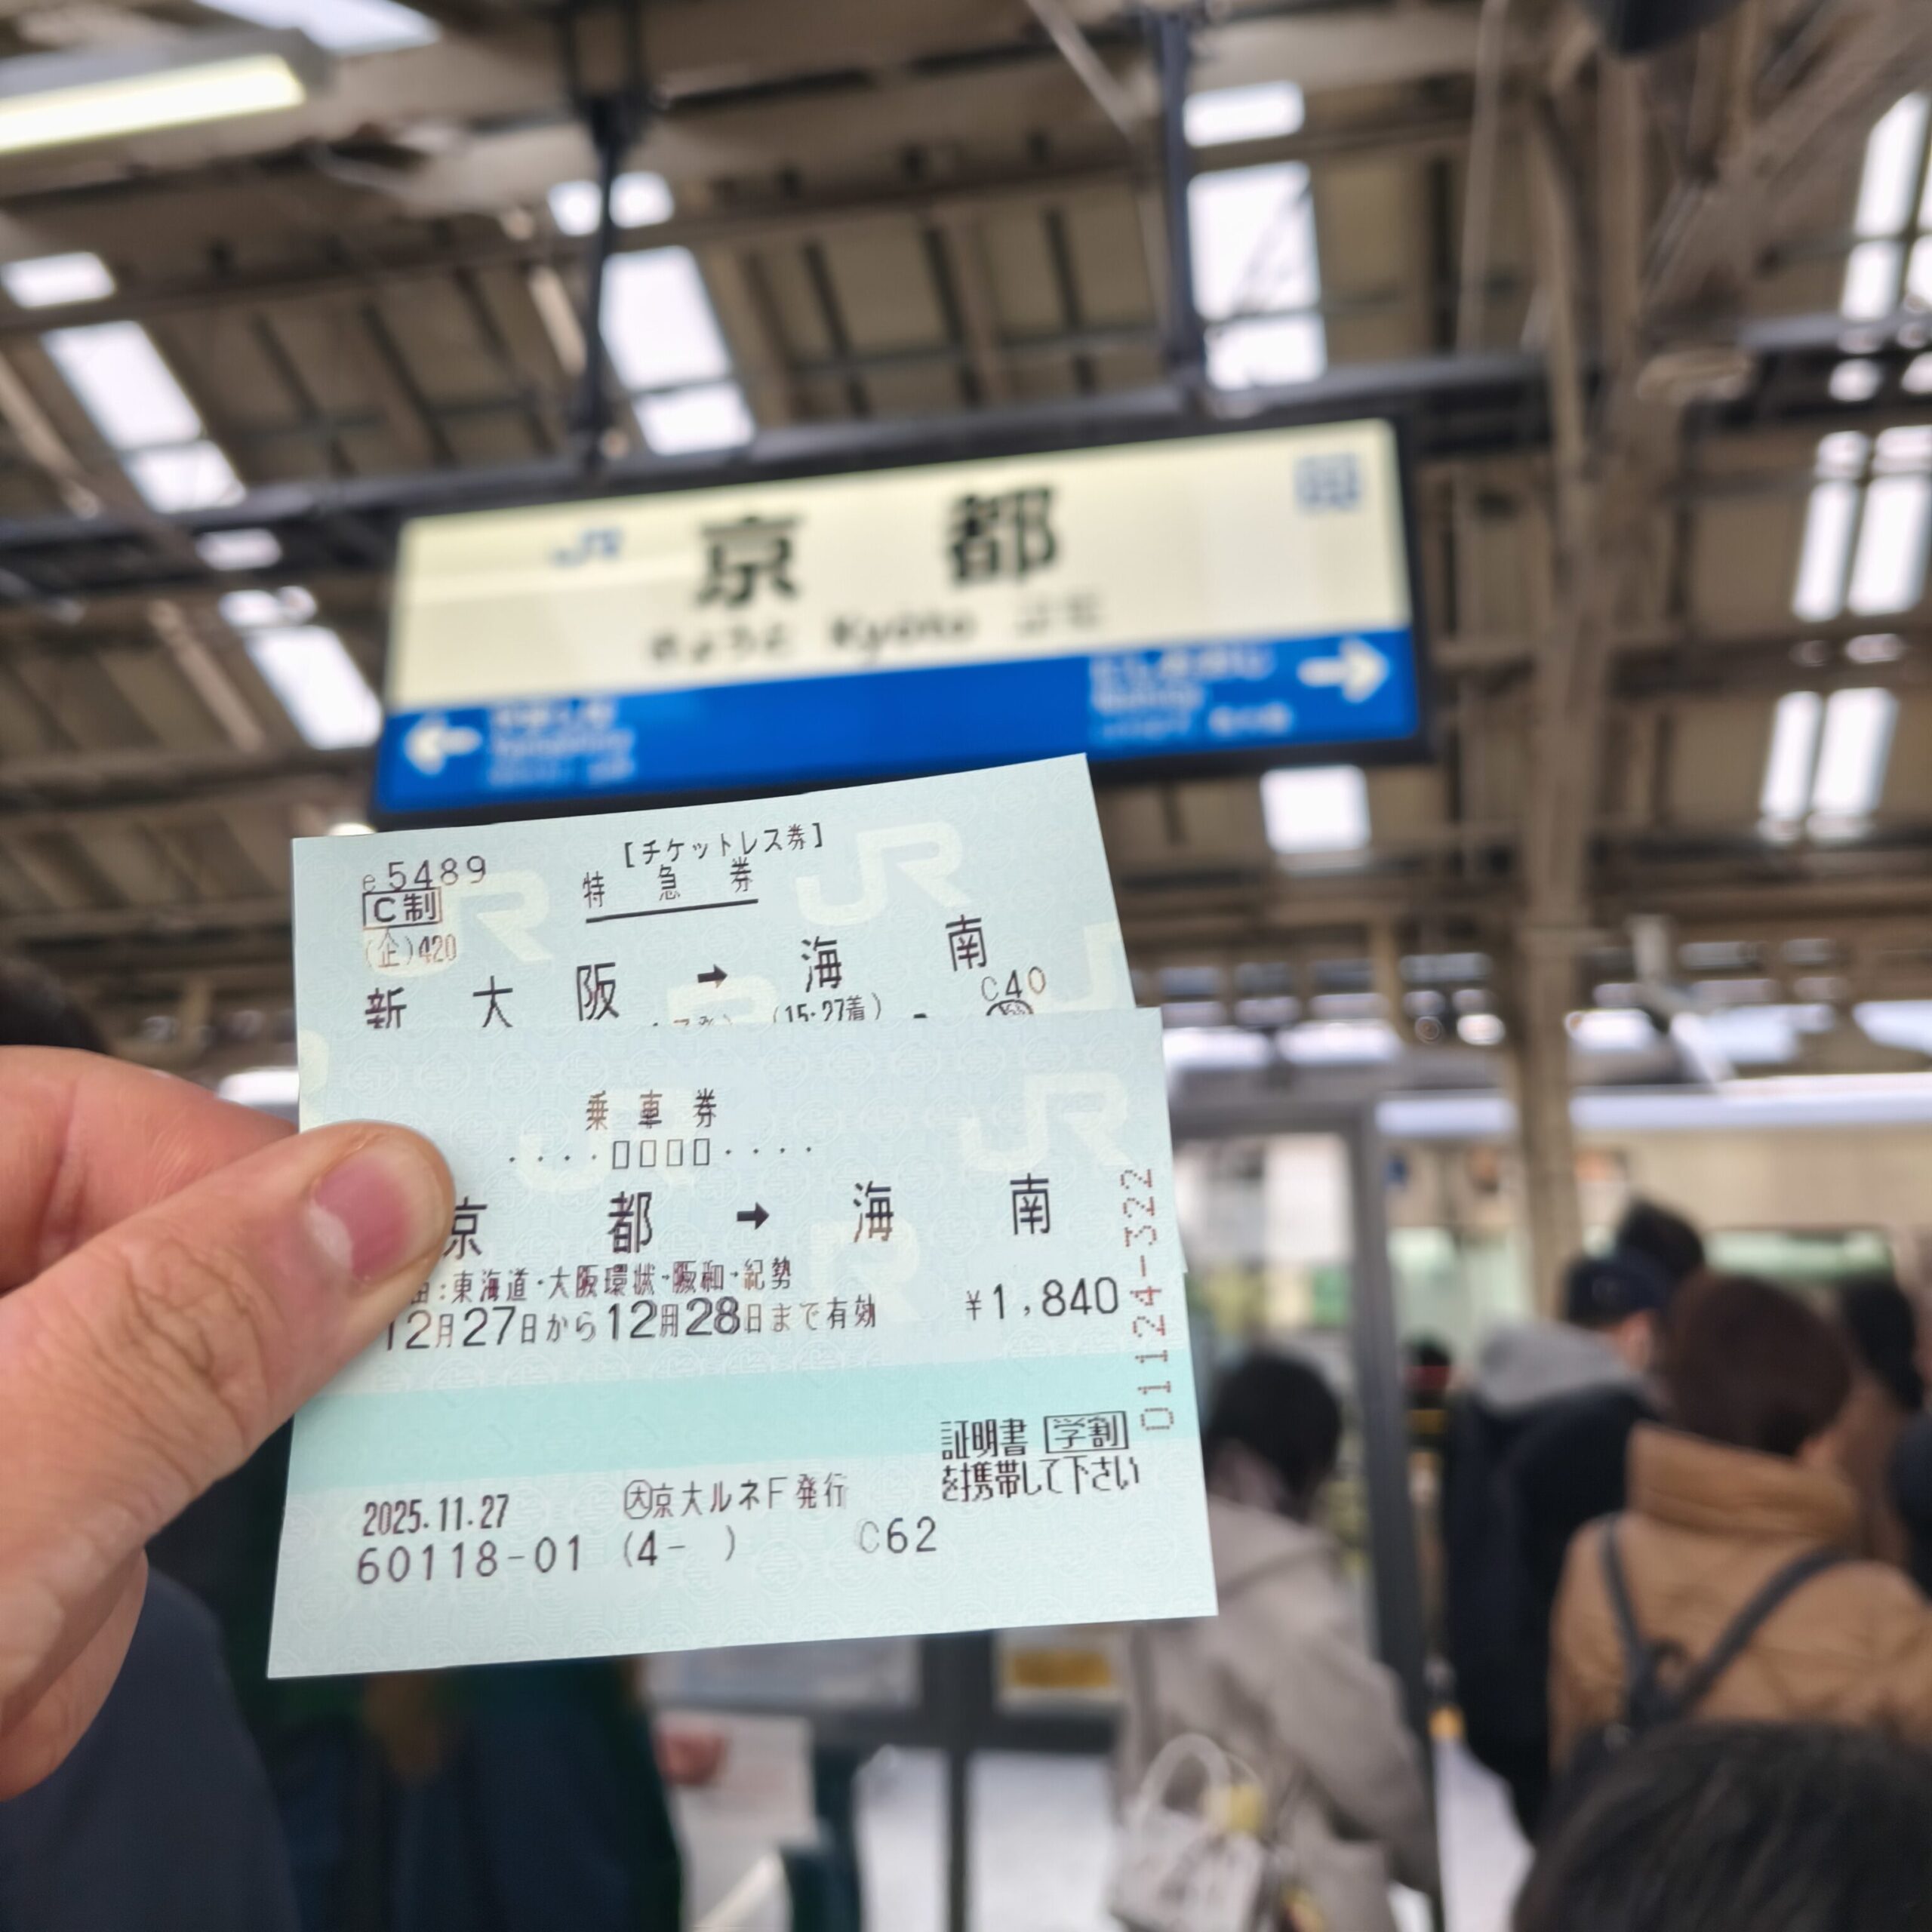 JR 京都
きょうと Kyōto
e5489 【チケットレス券】
C制 特急券
(企)420
新大阪 → 海南
(15・27着) C40
乗車券
京都 → 海南
:東海道・大阪環状・阪和・紀勢
12月27日から12月28日まで有効 ¥1,840
証明書 学割
を携帯して下さい
2025.11.27 大京大ルネF発行
60118-01 (4- ) C62
011124-322